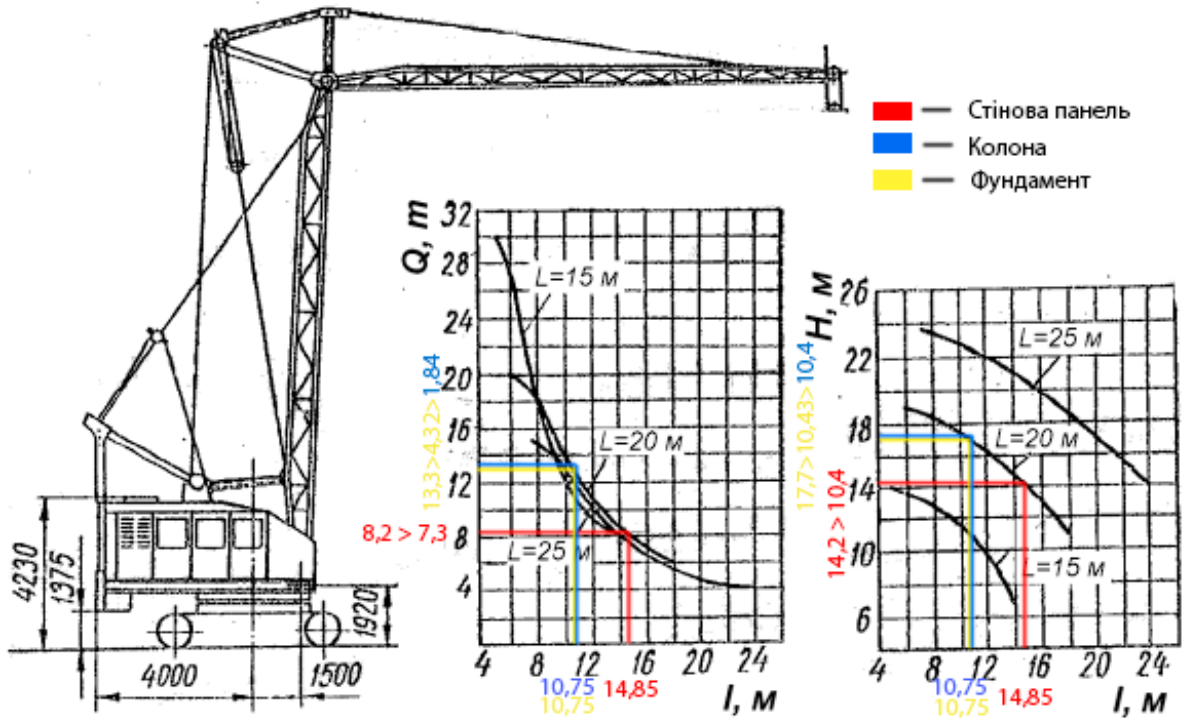 — Стінова панель
— Колона
— Фундамент
Q, т
32
28
24
20
16
12
8
4
L=15 м
L=20 м
L=25 м
13,3>4,32>1,84
8,2 > 7,3
4 8 12 16 20 24
10,75 14,85
10,75
l, м
H, м
26
22
18
14
10
6
L=25 м
L=20 м
L=15 м
17,7>10,43>10,4
14,2 > 10,4
4 8 12 16 20 24
10,75 14,85
10,75
l, м
4230
1375
1920
4000
1500